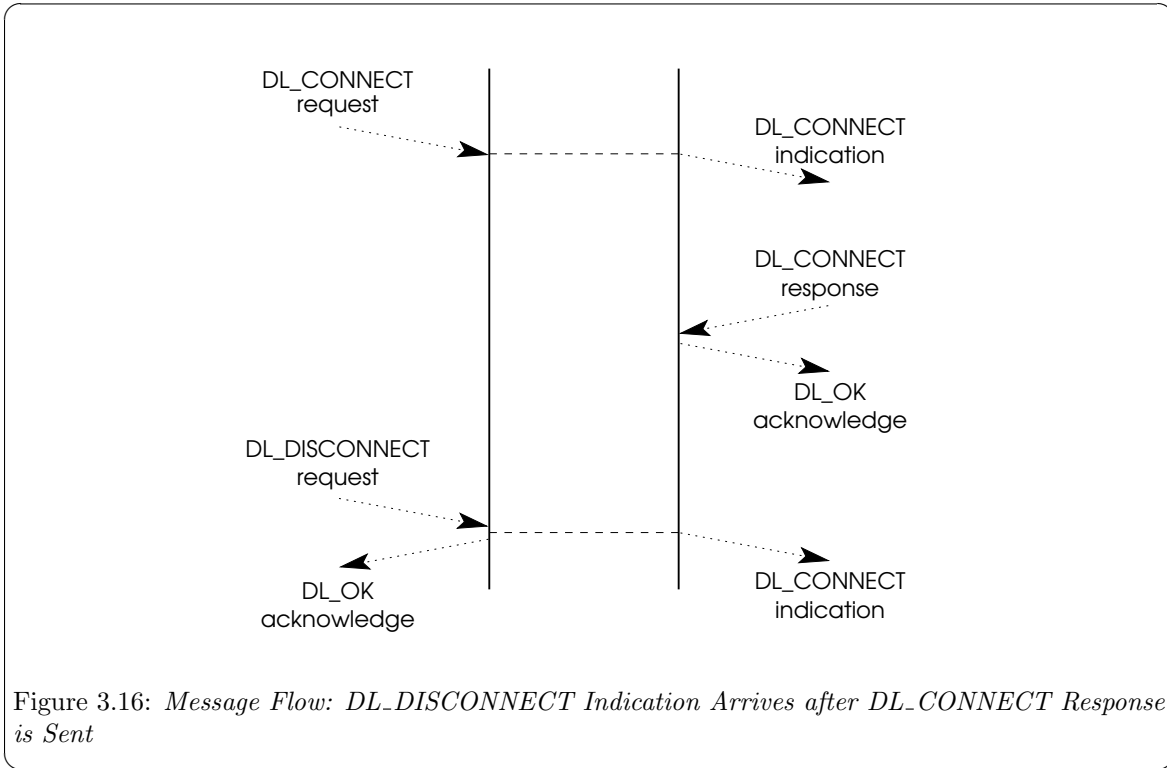 DL_CONNECT
request
DL_CONNECT
indication
DL_CONNECT
response
DL_OK
acknowledge
DL_DISCONNECT
request
DL_OK
acknowledge
DL_CONNECT
indication
Figure 3.16: Message Flow: DL_DISCONNECT Indication Arrives after DL_CONNECT Response
is Sent